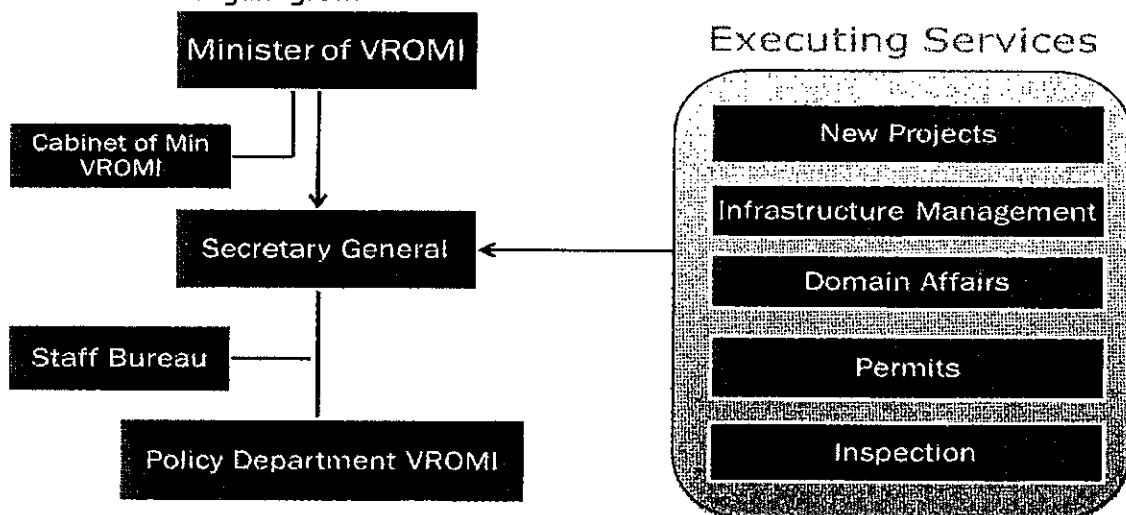 Minister of VROMI
Cabinet of Min
VROMI
Secretary General
Staff Bureau
Policy Department VROMI
Executing Services
New Projects
Infrastructure Management
Domain Affairs
Permits
Inspection